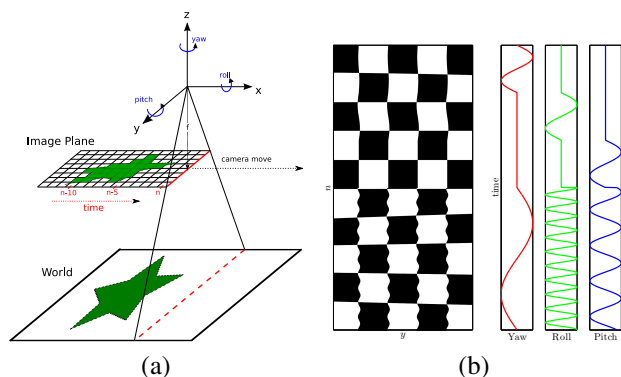 z
yaw
roll
x
pitch
y
f
Image Plane
camera move
n-10
n-5
n
time
World
(a)
n
y
time
Yaw
Roll
Pitch
(b)